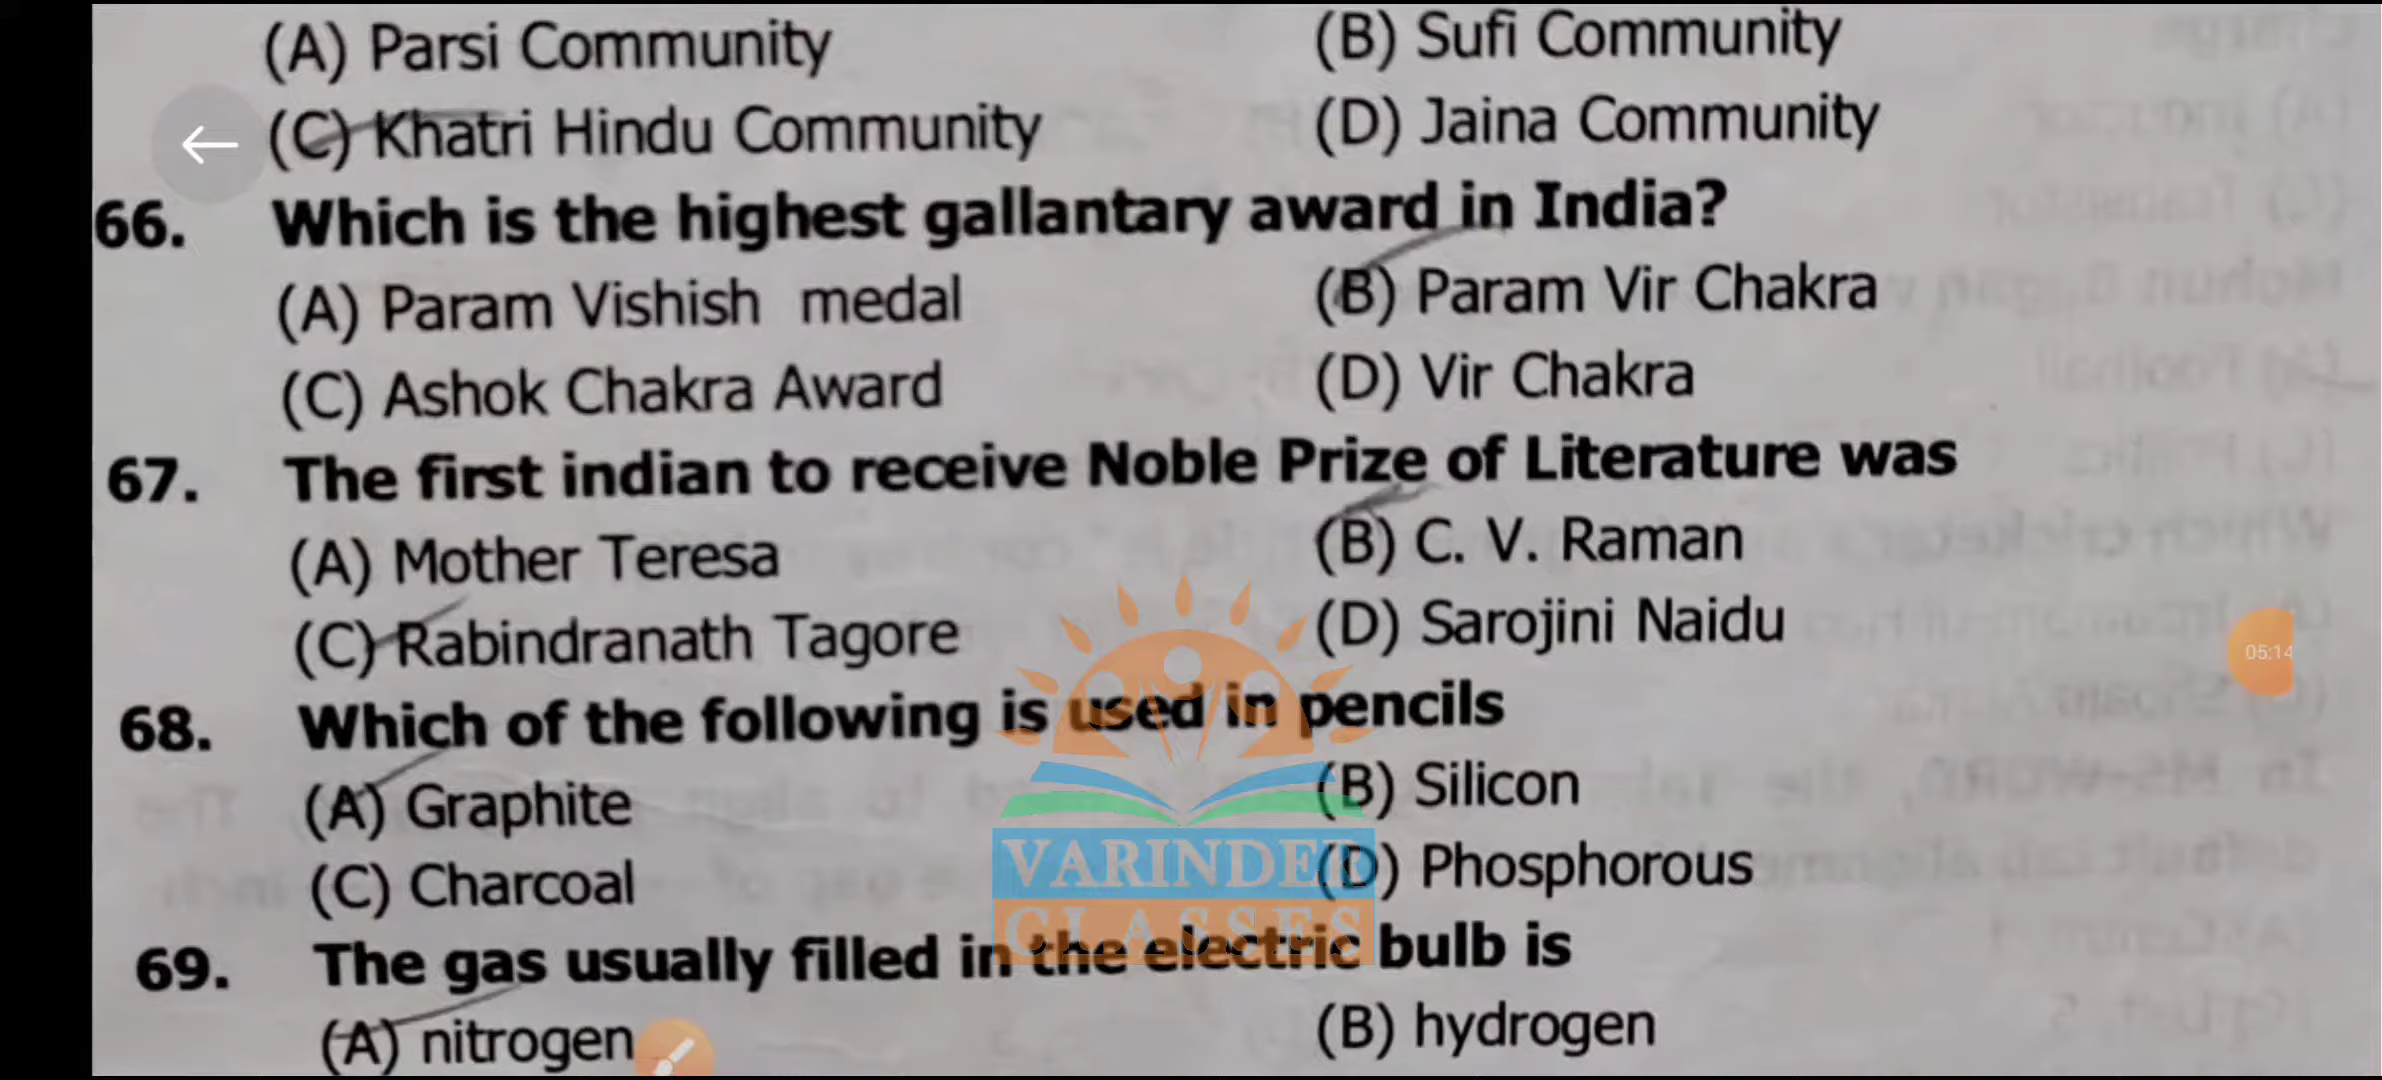 (A) Parsi Community (B) Sufi Community
(C) Khatri Hindu Community (D) Jaina Community
66. Which is the highest gallantary award in India?
(A) Param Vishish medal (B) Param Vir Chakra
(C) Ashok Chakra Award (D) Vir Chakra
67. The first indian to receive Noble Prize of Literature was
(A) Mother Teresa (B) C. V. Raman
(C) Rabindranath Tagore (D) Sarojini Naidu
05:14
68. Which of the following is used in pencils
(A) Graphite (B) Silicon
(C) Charcoal (D) Phosphorous
VARINDER
CLASSES
69. The gas usually filled in the electric bulb is
(A) nitrogen (B) hydrogen